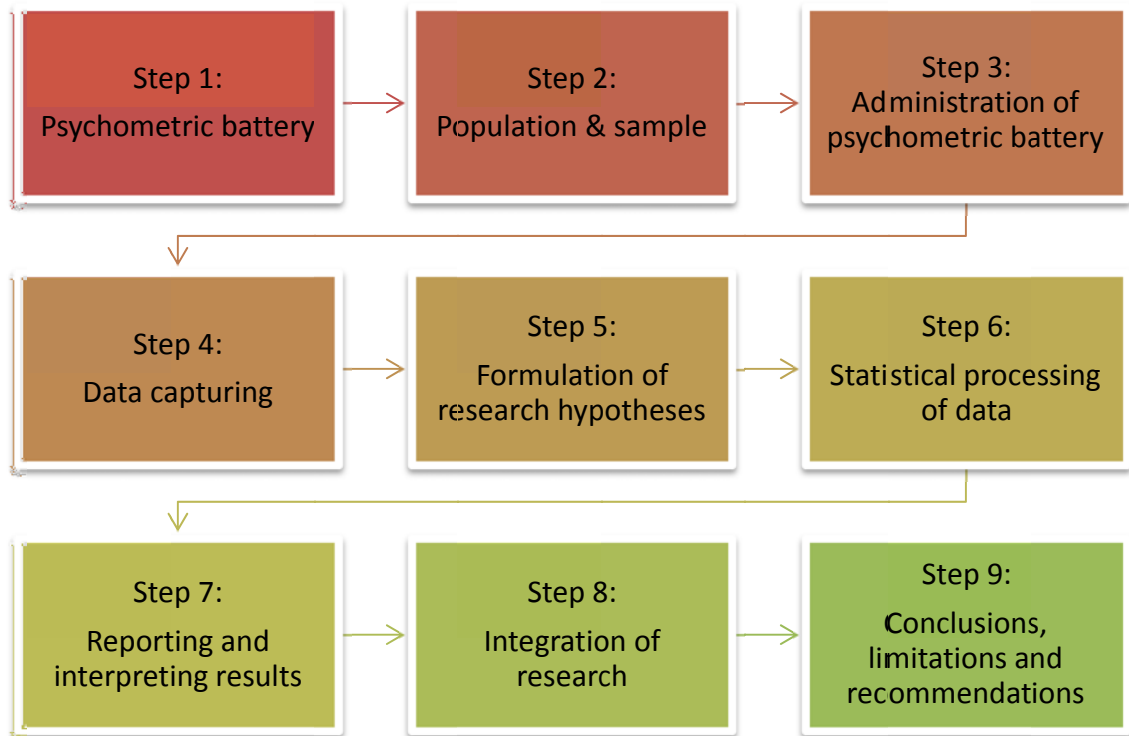 Step 1:
Psychometric battery
Step 2:
Population & sample
Step 3:
Administration of
psychometric battery
Step 4:
Data capturing
Step 5:
Formulation of
research hypotheses
Step 6:
Statistical processing
of data
Step 7:
Reporting and
interpreting results
Step 8:
Integration of
research
Step 9:
Conclusions,
limitations and
recommendations